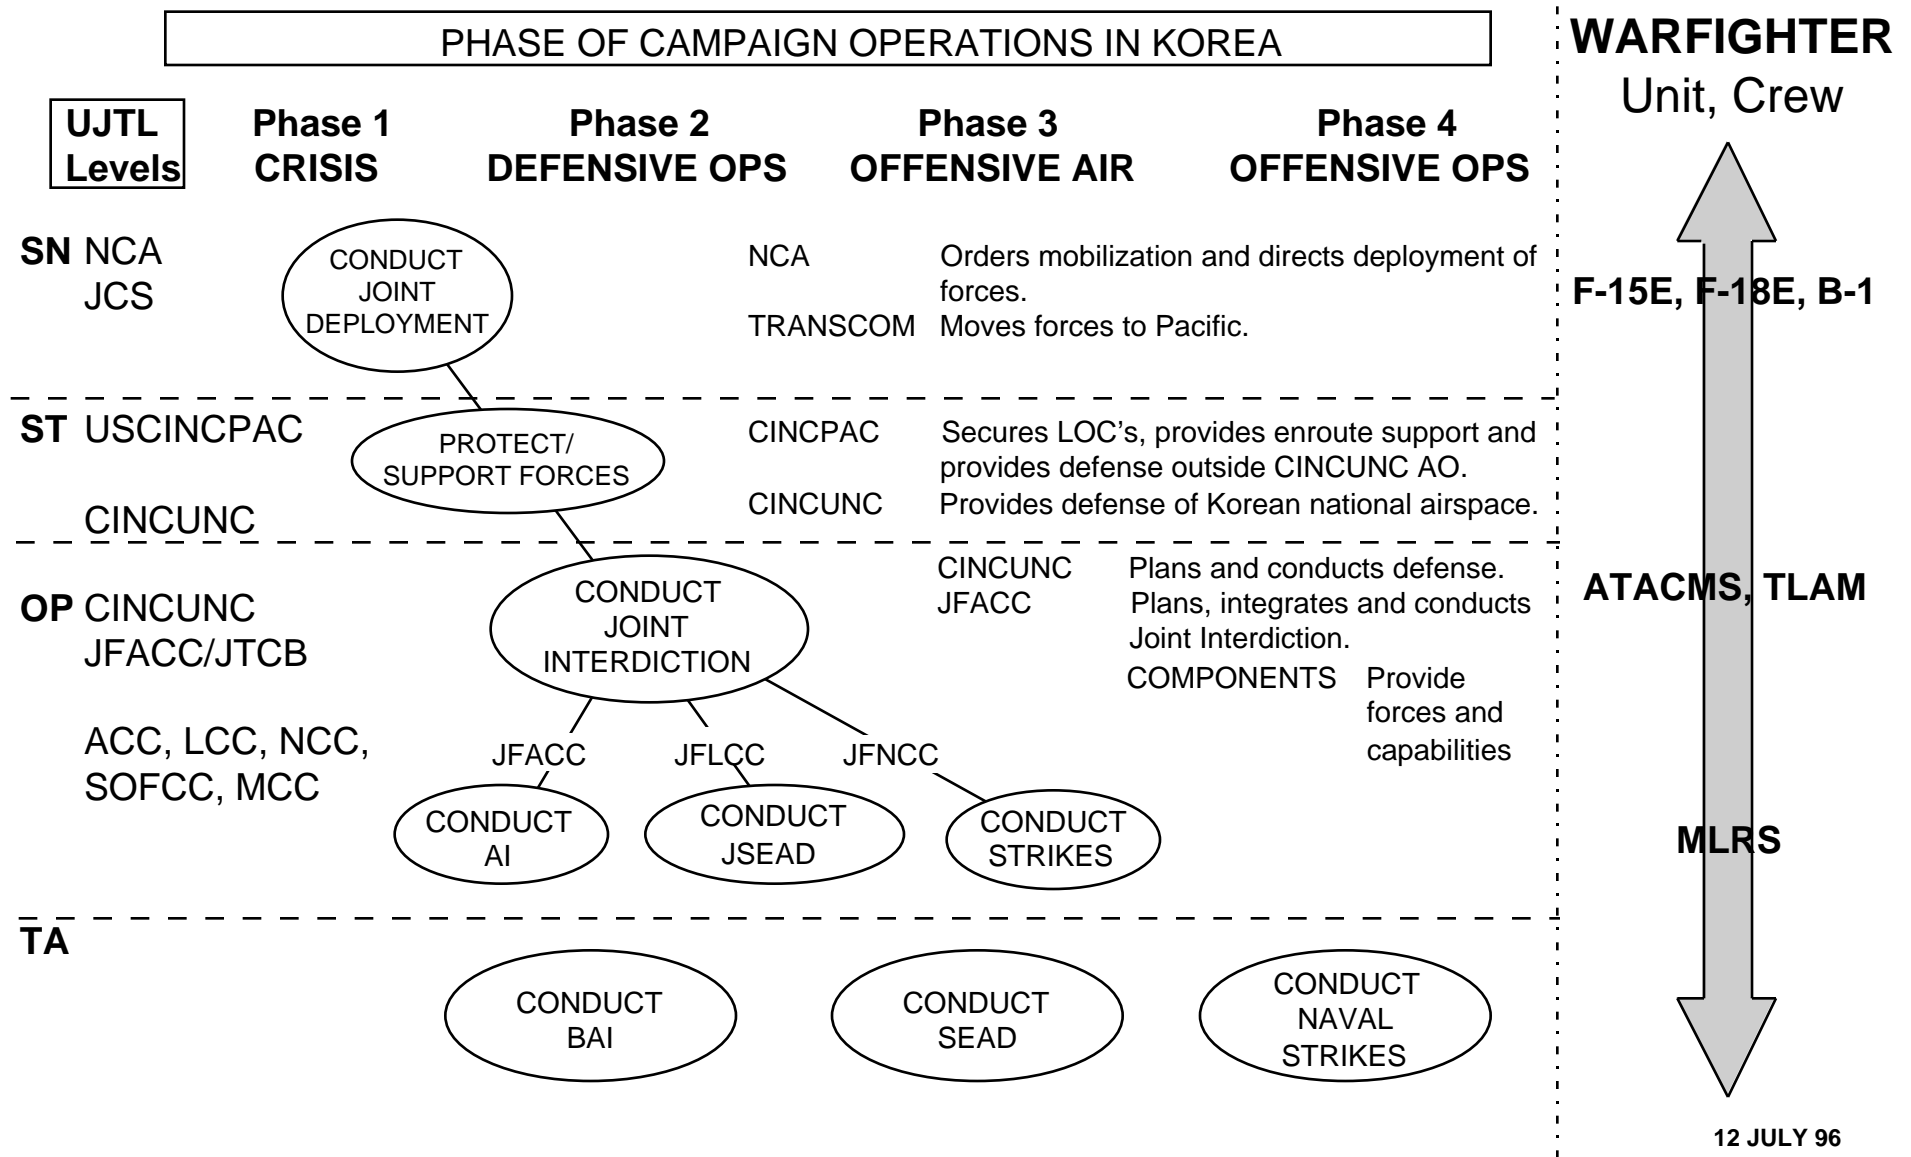 PHASE OF CAMPAIGN OPERATIONS IN KOREA
WARFIGHTER
Unit, Crew
UJTL
Levels
Phase 1
CRISIS
Phase 2
DEFENSIVE OPS
Phase 3
OFFENSIVE AIR
Phase 4
OFFENSIVE OPS
SN NCA
JCS
CONDUCT
JOINT
DEPLOYMENT
NCA Orders mobilization and directs deployment of
forces.
TRANSCOM Moves forces to Pacific.
F-15E, F-18E, B-1
ST USCINCPAC
CINCUNC
PROTECT/
SUPPORT FORCES
CINCPAC Secures LOC's, provides enroute support and
provides defense outside CINCUNC AO.
CINCUNC Provides defense of Korean national airspace.
OP CINCUNC
JFACC/JTCB
ACC, LCC, NCC,
SOFCC, MCC
CONDUCT
JOINT
INTERDICTION
CINCUNC Plans and conducts defense.
JFACC Plans, integrates and conducts
Joint Interdiction.
COMPONENTS Provide
forces and
capabilities
ATACMS, TLAM
JFACC
JFLCC
JFNCC
CONDUCT
AI
CONDUCT
JSEAD
CONDUCT
STRIKES
MLRS
TA
CONDUCT
BAI
CONDUCT
SEAD
CONDUCT
NAVAL
STRIKES
12 JULY 96